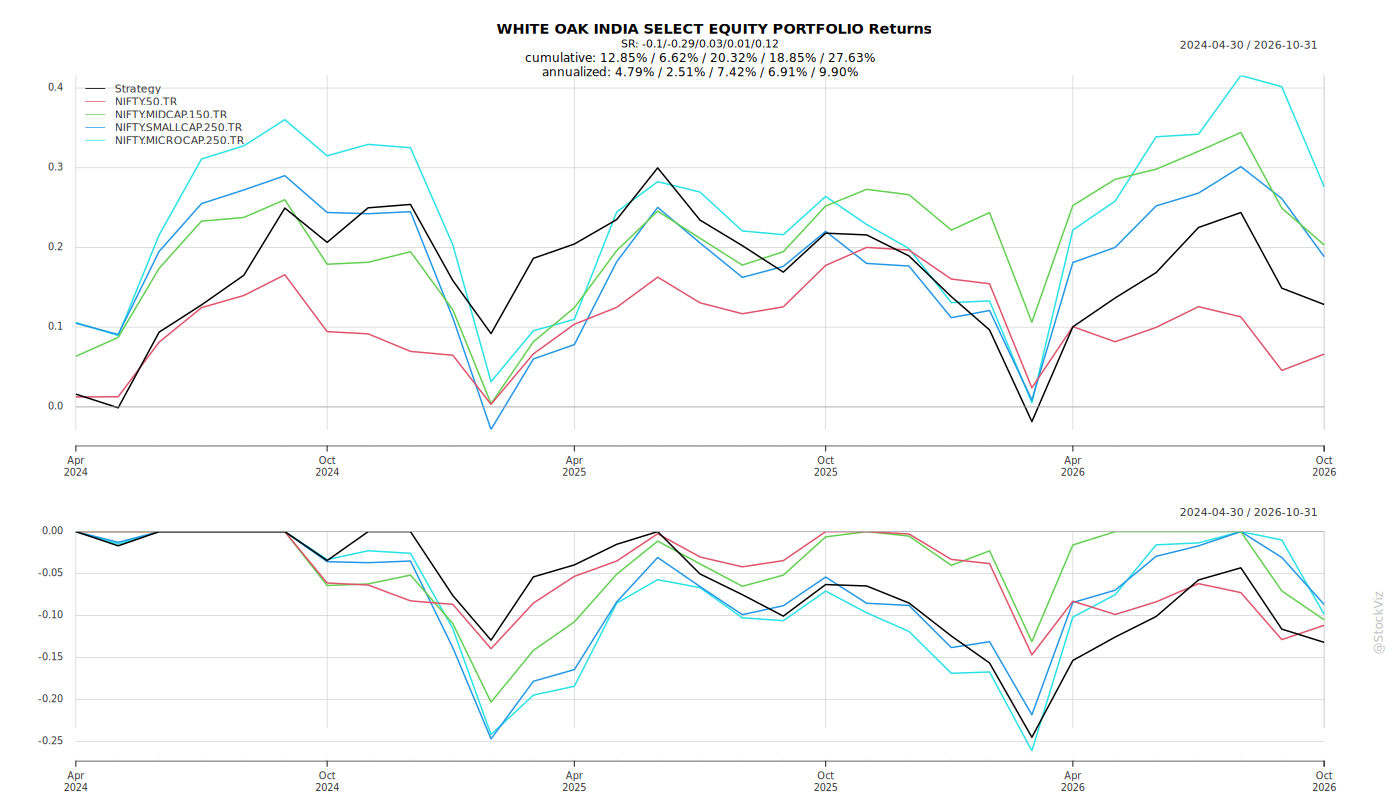 WHITE OAK INDIA SELECT EQUITY PORTFOLIO Returns
SR: -0.1/-0.29/0.03/0.01/0.12
cumulative: 12.85% / 6.62% / 20.32% / 18.85% / 27.63%
annualized: 4.79% / 2.51% / 7.42% / 6.91% / 9.90%
2024-04-30 / 2026-10-31
Strategy
NIFTY.50.TR
NIFTY.MIDCAP.150.TR
NIFTY.SMALLCAP.250.TR
NIFTY.MICROCAP.250.TR
0.4
0.3
0.2
0.1
0.0
Apr Oct Apr Oct Apr Oct
2024 2024 2025 2025 2026 2026
2024-04-30 / 2026-10-31
0.00
-0.05
-0.10
-0.15
-0.20
-0.25
Apr Oct Apr Oct Apr Oct
2024 2024 2025 2025 2026 2026
@StockViz